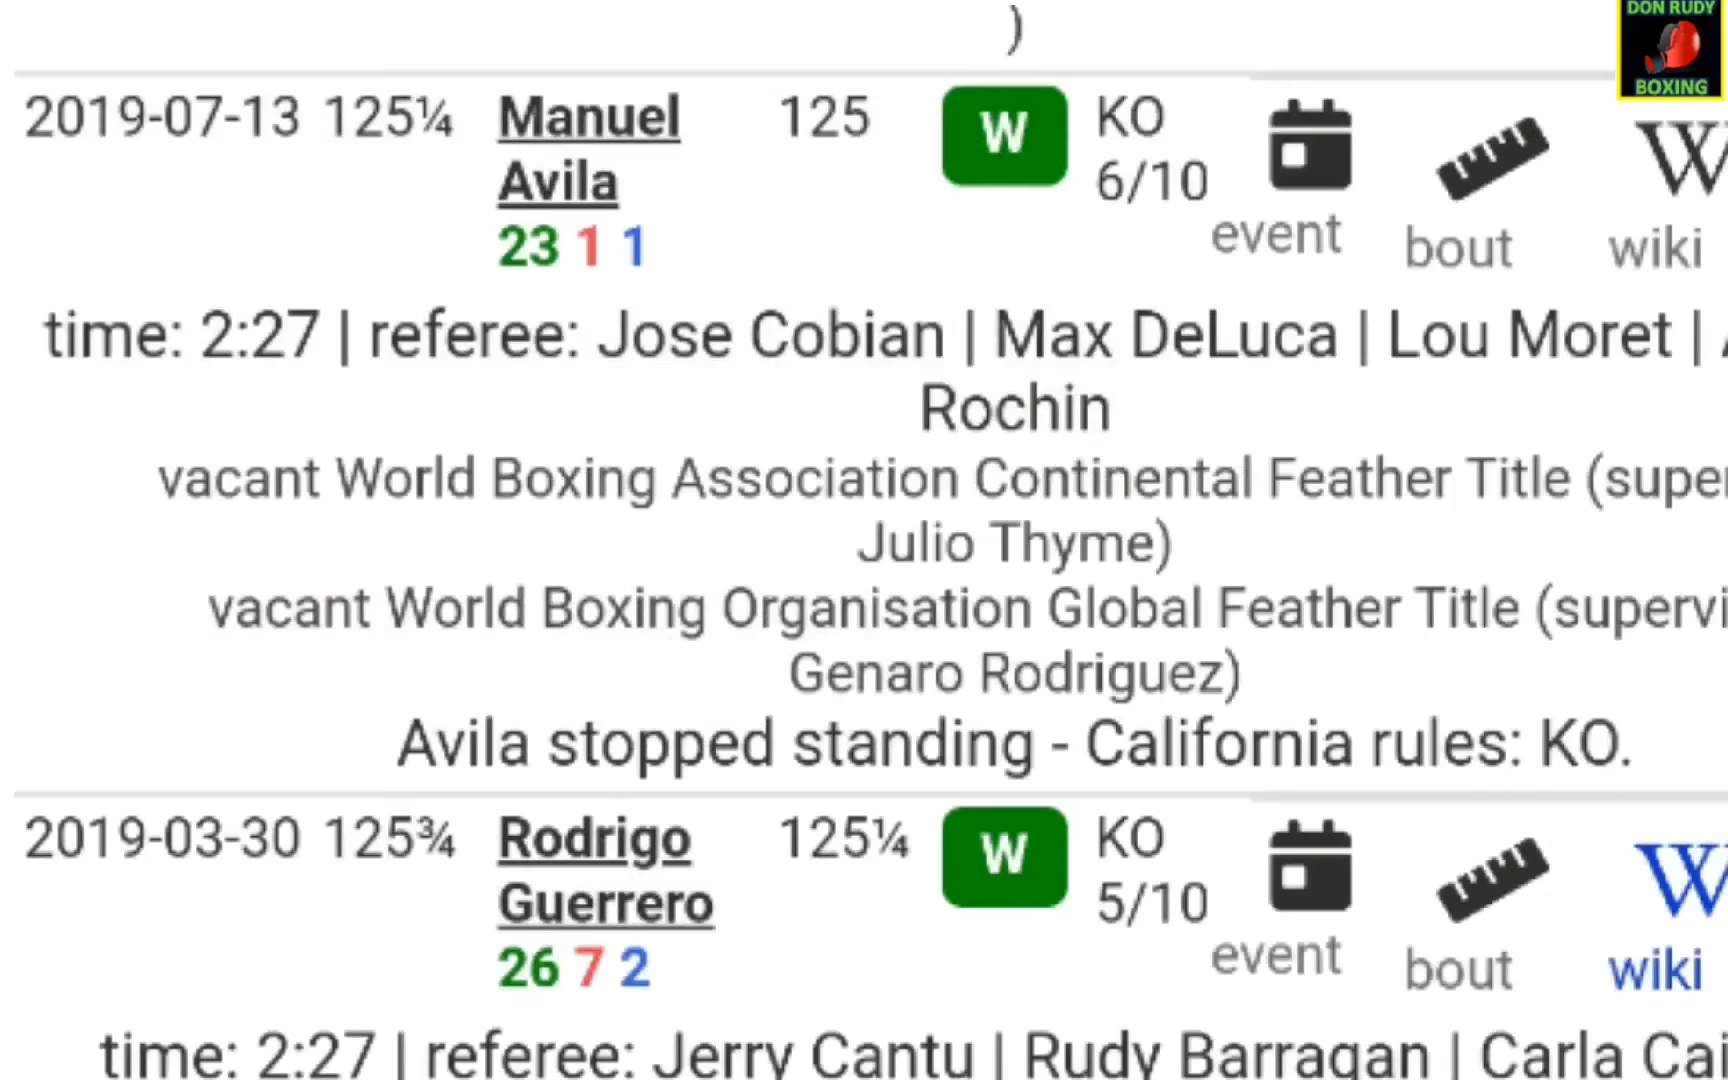 )
DON RUDY
BOXING
2019-07-13 125¼ Manuel 125 W KO
Avila 6/10
23 1 1
event bout wiki
time: 2:27 | referee: Jose Cobian | Max DeLuca | Lou Moret |
Rochin
vacant World Boxing Association Continental Feather Title (super
Julio Thyme)
vacant World Boxing Organisation Global Feather Title (supervi
Genaro Rodriguez)
Avila stopped standing - California rules: KO.
2019-03-30 125¾ Rodrigo 125¼ W KO
Guerrero 5/10
26 7 2
event bout wiki
time: 2:27 | referee: Jerry Cantu | Rudy Barragan | Carla Cai